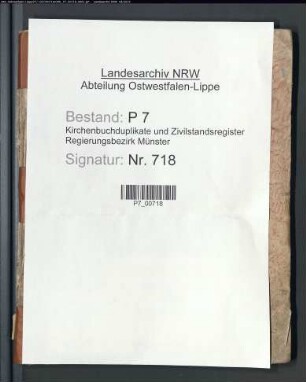 Landesarchiv NRW
Abteilung Ostwestfalen-Lippe
Bestand: P 7
Kirchenbuchduplikate und Zivilstandsregister
Regierungsbezirk Münster
Signatur: Nr. 718
P7_00718